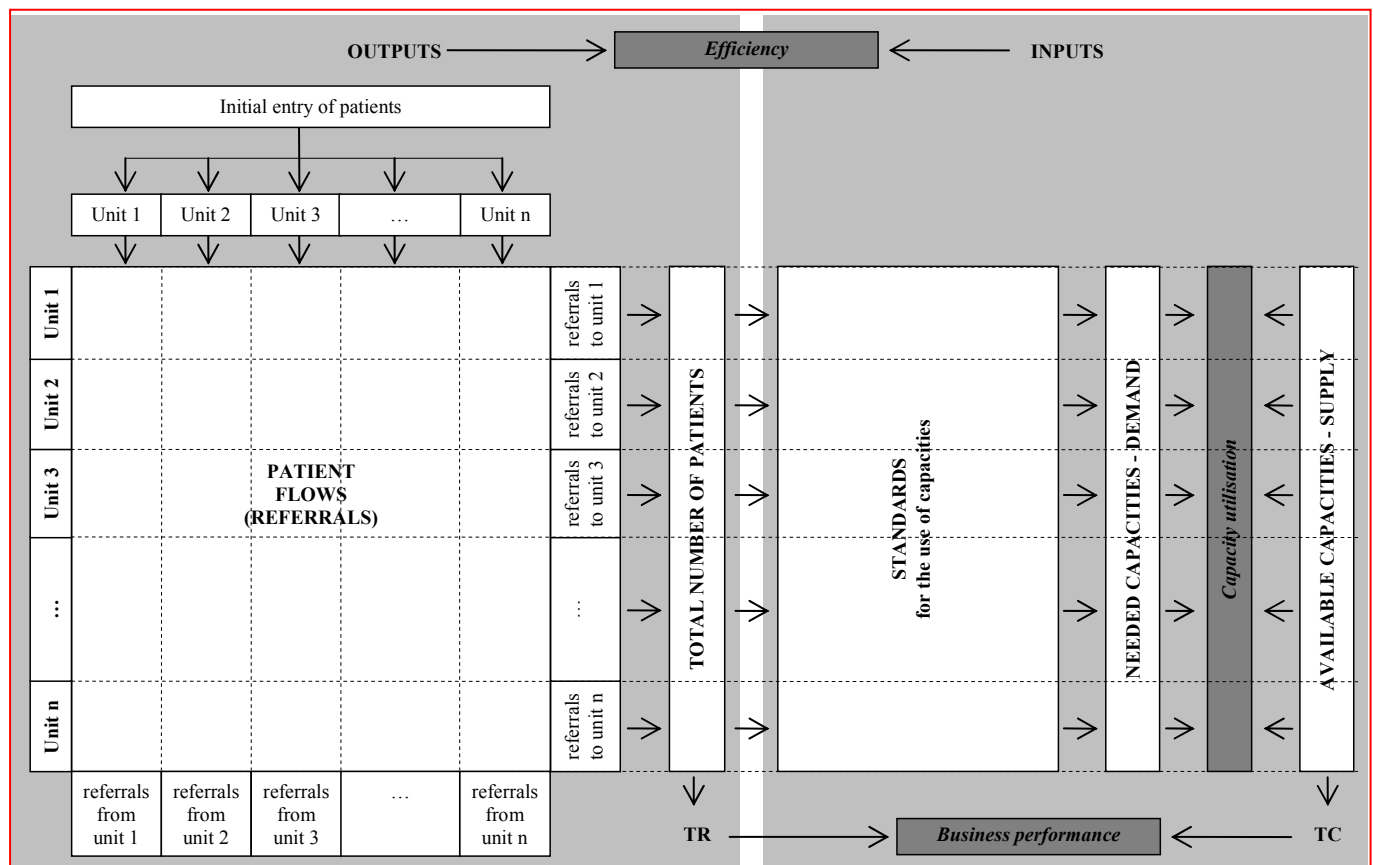 OUTPUTS
Efficiency
INPUTS
Initial entry of patients
Unit 1
Unit 2
Unit 3
…
Unit n
Unit 1
Unit 2
Unit 3
…
Unit n
PATIENT
FLOWS
(REFERRALS)
referrals
to unit 1
referrals
to unit 2
referrals
to unit 3
…
referrals
to unit n
TOTAL NUMBER OF PATIENTS
STANDARDS
for the use of capacities
NEEDED CAPACITIES - DEMAND
Capacity utilisation
AVAILABLE CAPACITIES - SUPPLY
referrals
from
unit 1
referrals
from
unit 2
referrals
from
unit 3
…
referrals
from
unit n
TR
Business performance
TC